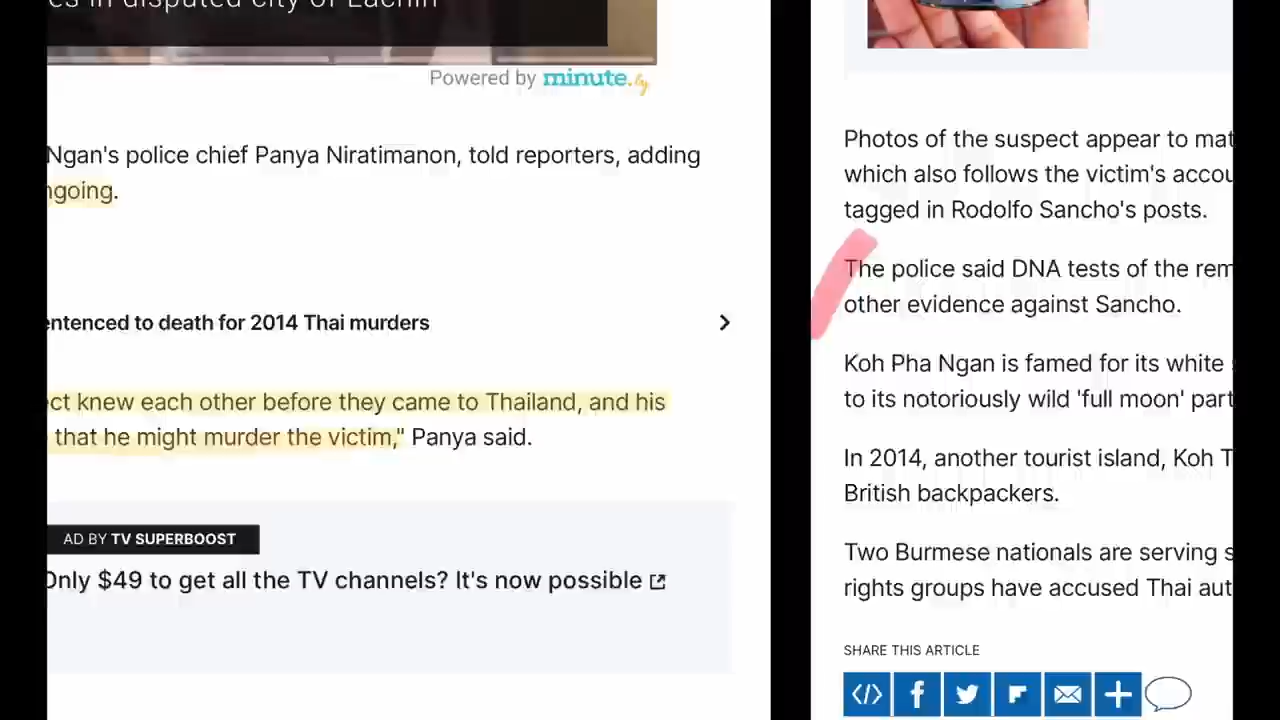 es in disputed city of Lachin
Powered by minute.ly
Ngan's police chief Panya Niratimanon, told reporters, adding
ngoing.
entenced to death for 2014 Thai murders
ect knew each other before they came to Thailand, and his
that he might murder the victim," Panya said.
AD BY TV SUPERBOOST
Only $49 to get all the TV channels? It's now possible
Photos of the suspect appear to mat
which also follows the victim's accou
tagged in Rodolfo Sancho's posts.
The police said DNA tests of the rem
other evidence against Sancho.
Koh Pha Ngan is famed for its white
to its notoriously wild 'full moon' part
In 2014, another tourist island, Koh T
British backpackers.
Two Burmese nationals are serving s
rights groups have accused Thai aut
SHARE THIS ARTICLE